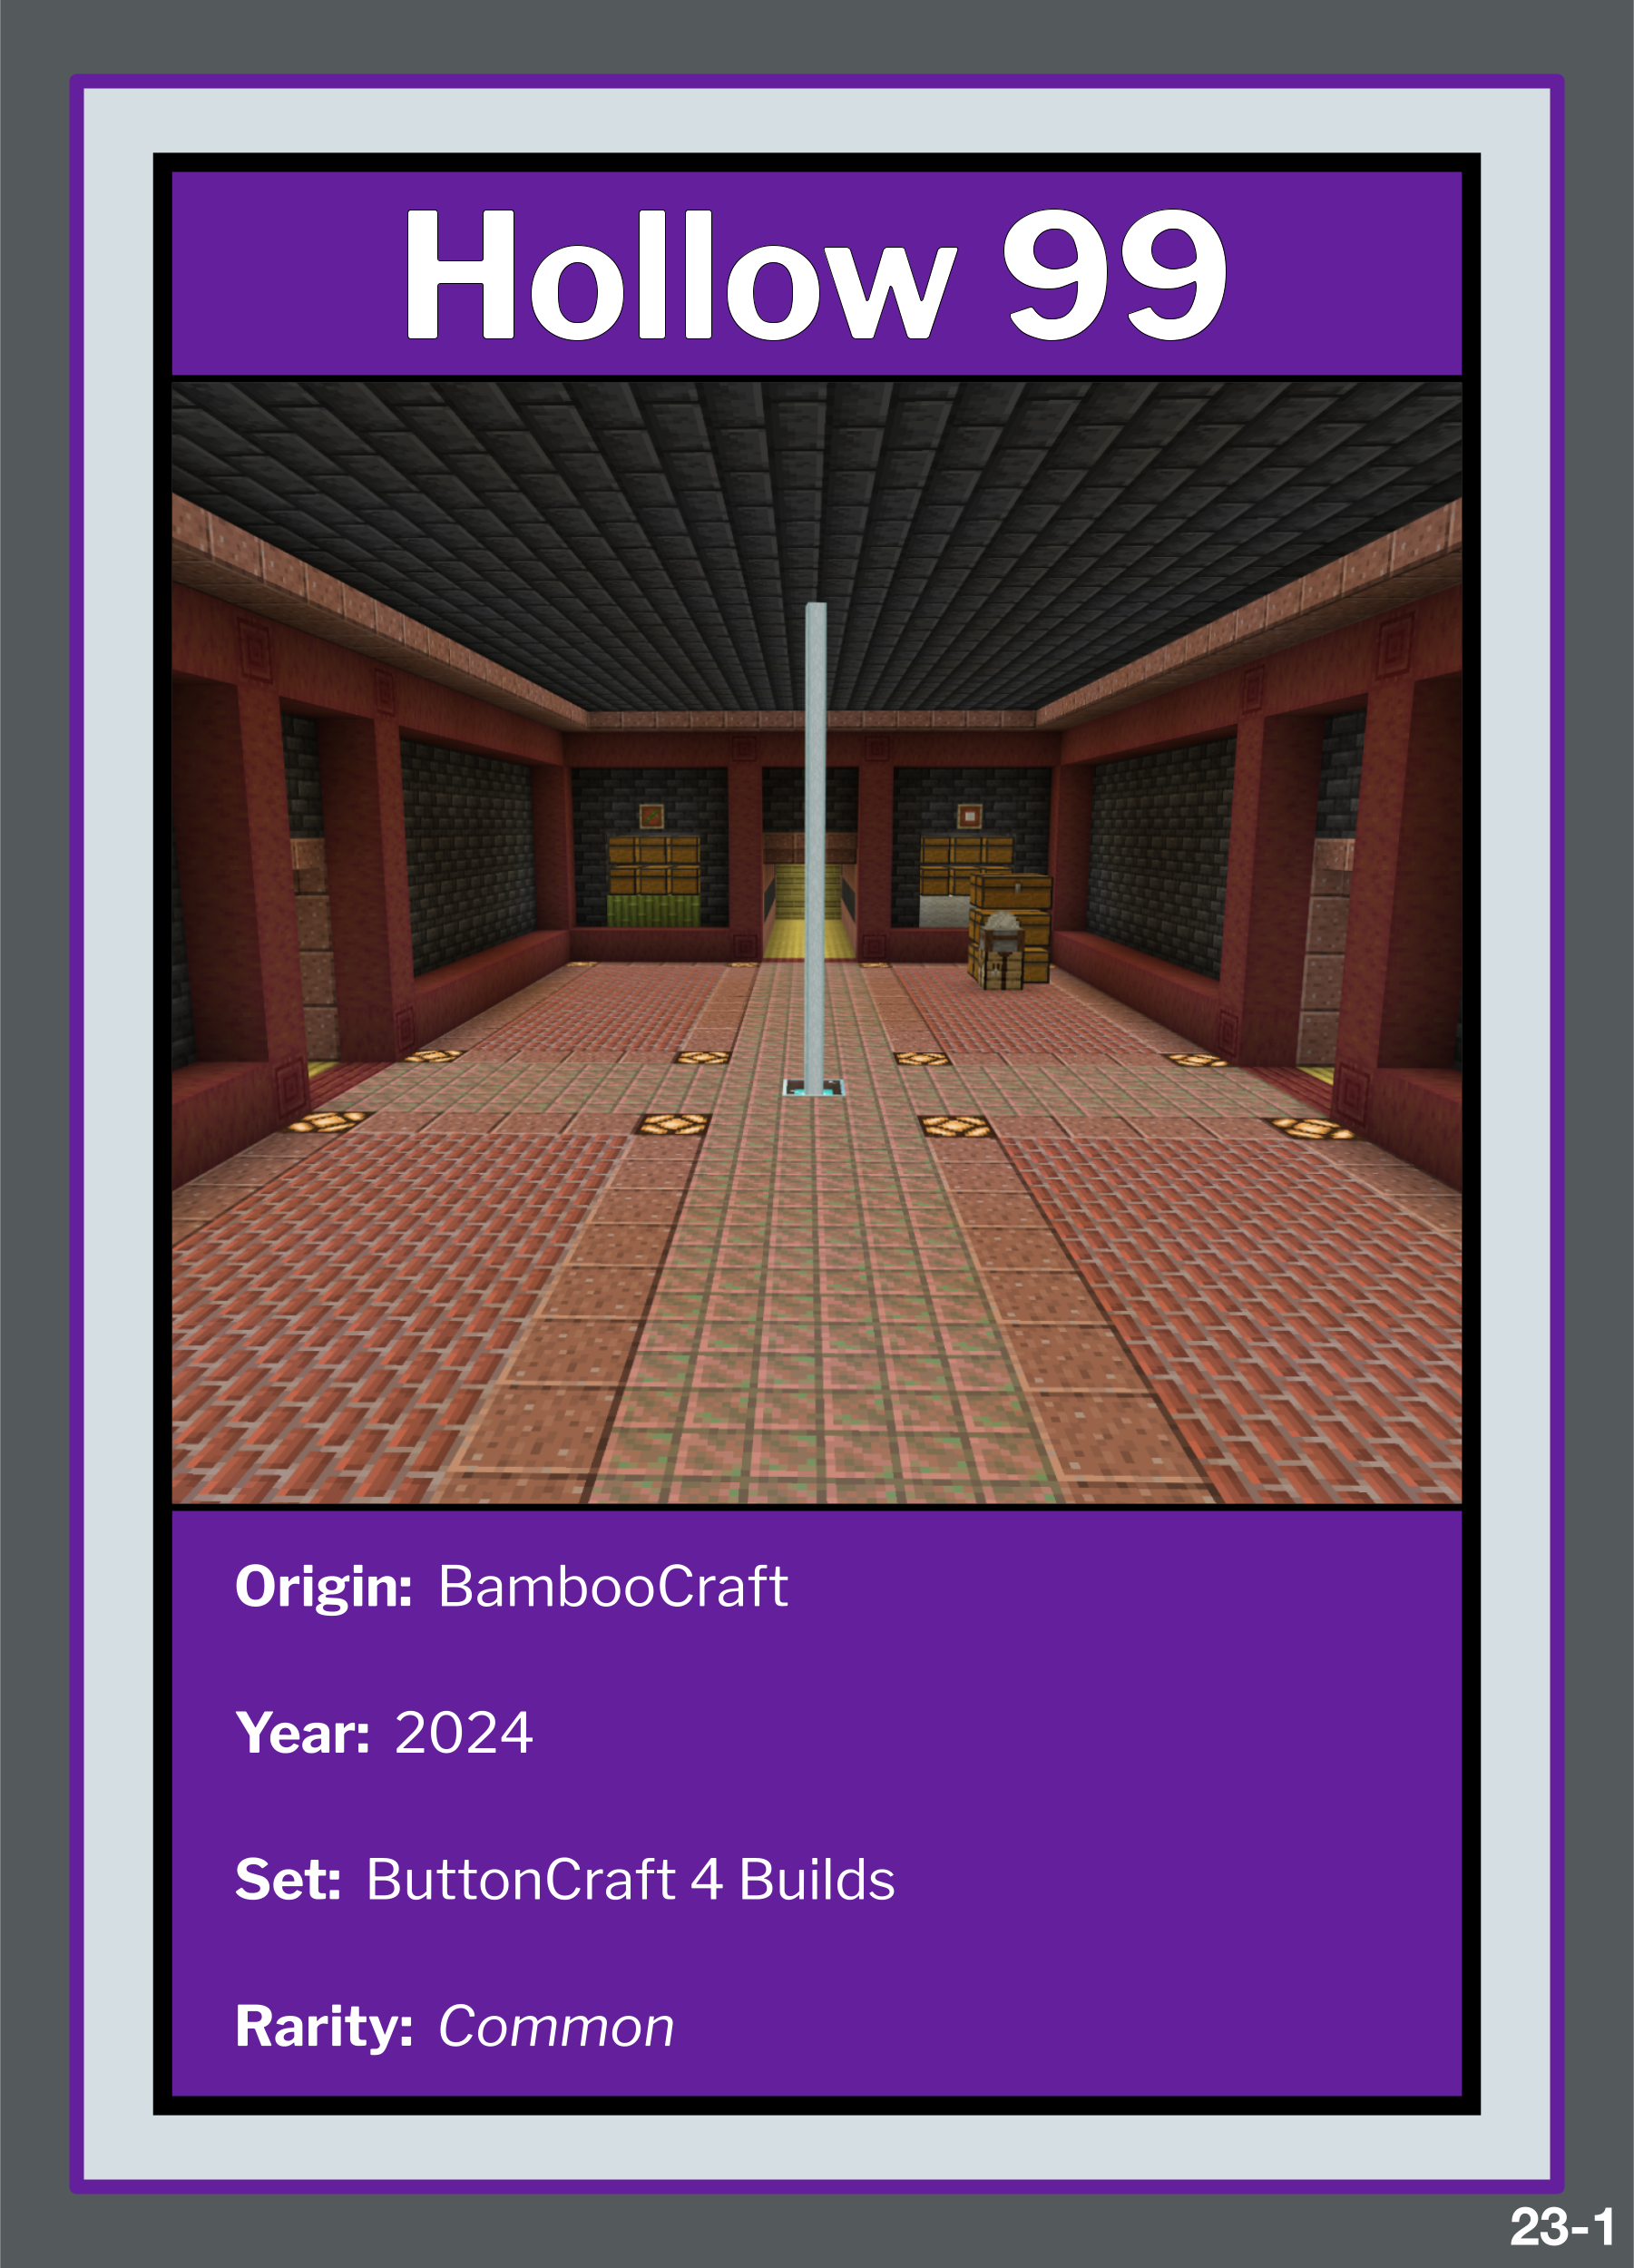 Hollow 99
Origin: BambooCraft
Year: 2024
Set: ButtonCraft 4 Builds
Rarity: Common
23-1